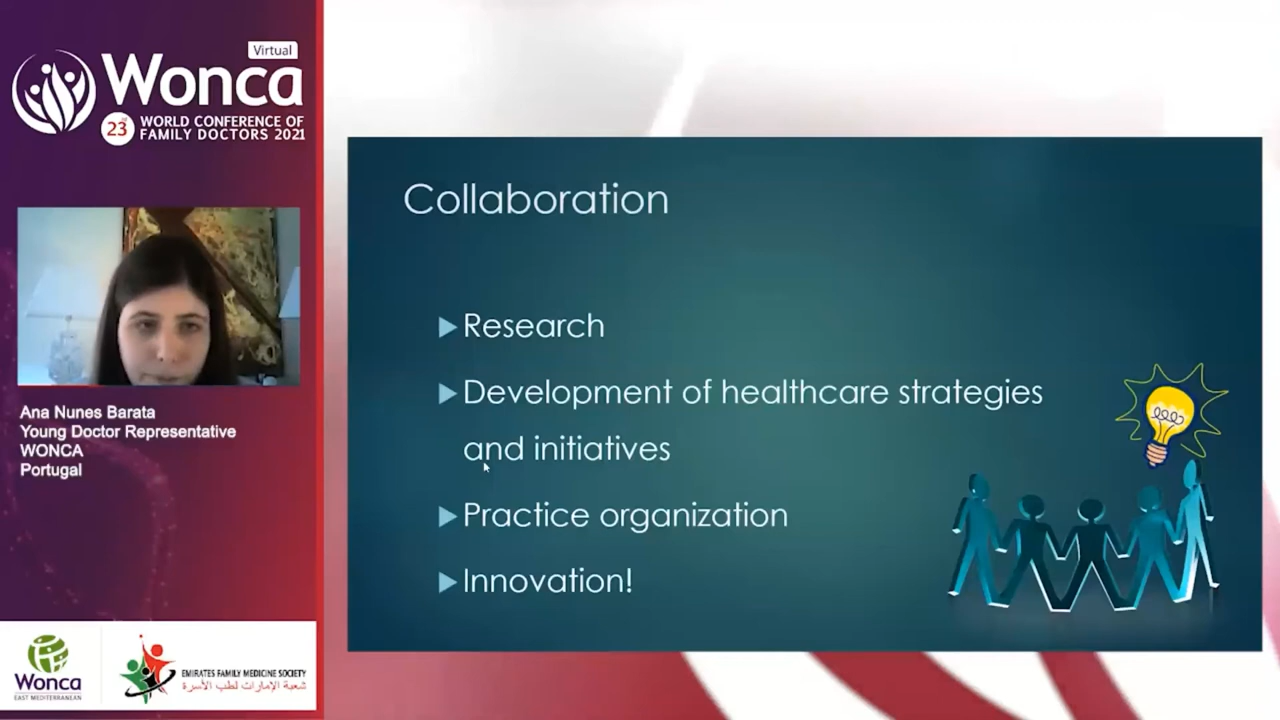 Virtual
Wonca
23rd WORLD CONFERENCE OF
FAMILY DOCTORS 2021
Ana Nunes Barata
Young Doctor Representative
WONCA
Portugal
Wonca
EAST MEDITERRANEAN
EMIRATES FAMILY MEDICINE SOCIETY
شعبة الإمارات لطب الأسرة
Collaboration
Research
Development of healthcare strategies
and initiatives
Practice organization
Innovation!